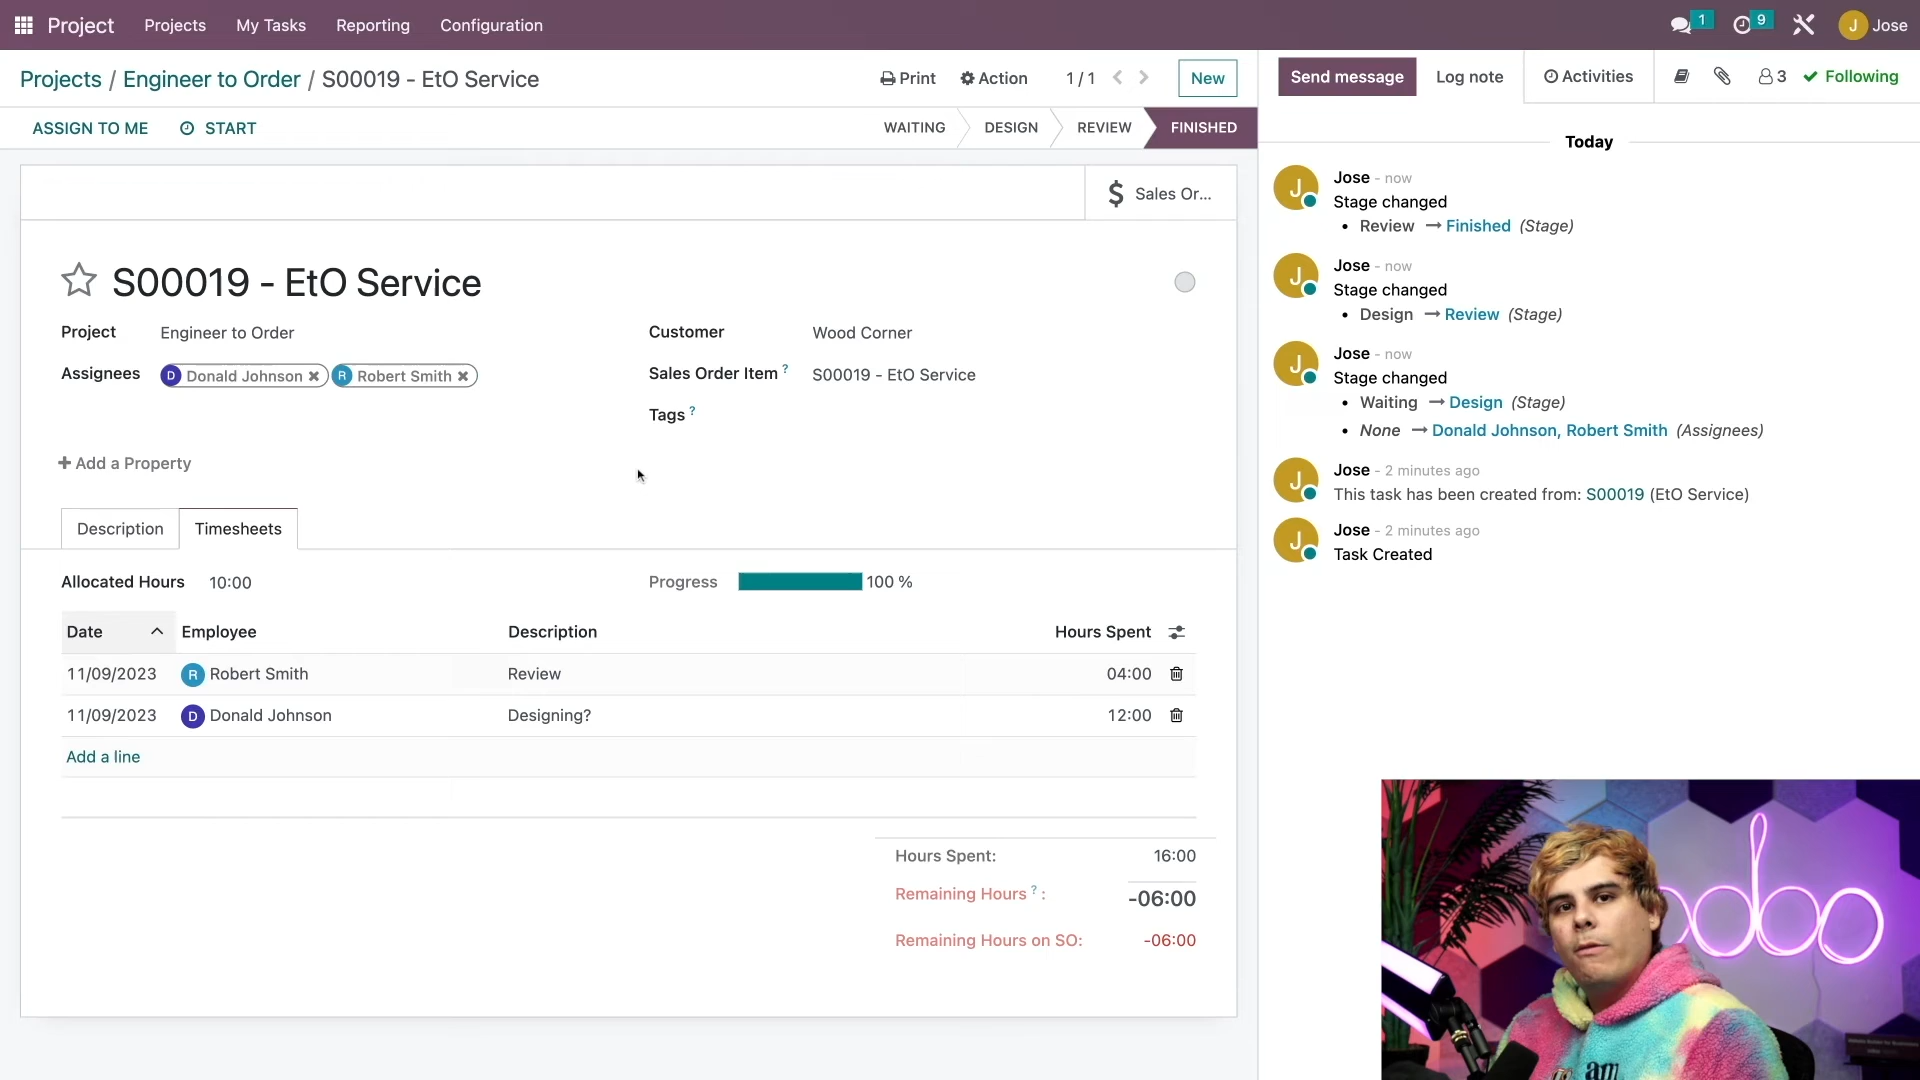 Project Projects My Tasks Reporting Configuration 1 9 J Jose
Projects / Engineer to Order / S00019 - EtO Service Print Action 1 / 1 New
Send message Log note Activities 3 Following
ASSIGN TO ME START WAITING DESIGN REVIEW FINISHED
Sales Or...
S00019 - EtO Service
Project Engineer to Order
Customer Wood Corner
Assignees D Donald Johnson R Robert Smith
Sales Order Item ? S00019 - EtO Service
Tags ?
+ Add a Property
Description Timesheets
Allocated Hours 10:00 Progress 100 %
Date Employee Description Hours Spent
11/09/2023 R Robert Smith Review 04:00
11/09/2023 D Donald Johnson Designing? 12:00
Add a line
Hours Spent: 16:00
Remaining Hours ? : -06:00
Remaining Hours on SO: -06:00
Today
J Jose - now
Stage changed
• Review → Finished (Stage)
J Jose - now
Stage changed
• Design → Review (Stage)
J Jose - now
Stage changed
• Waiting → Design (Stage)
• None → Donald Johnson, Robert Smith (Assignees)
J Jose - 2 minutes ago
This task has been created from: S00019 (EtO Service)
J Jose - 2 minutes ago
Task Created
odoo
am